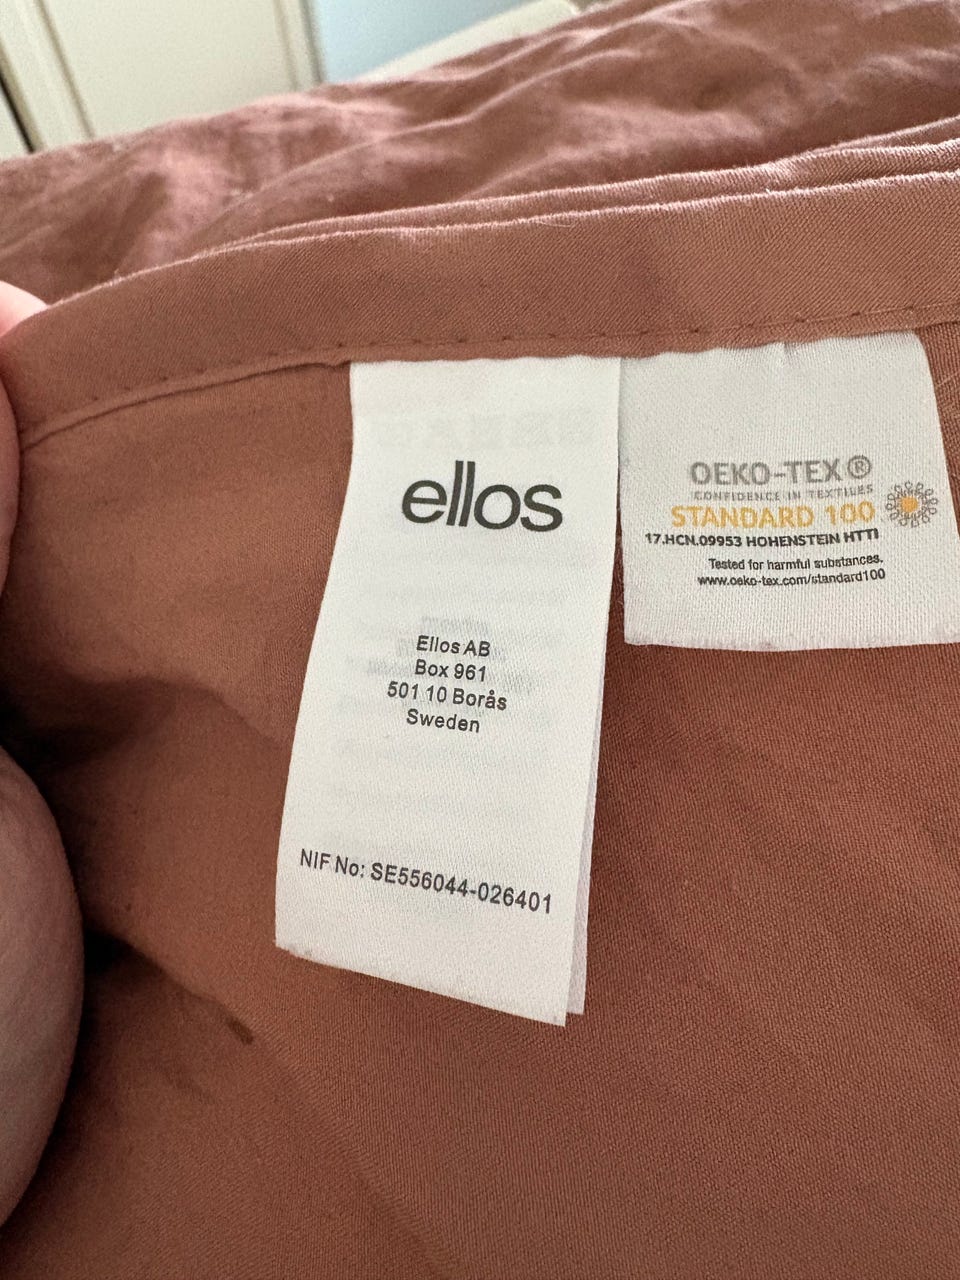 ellos
Ellos AB
Box 961
501 10 Borås
Sweden
NIF No: SE556044-026401
OEKO-TEX®
CONFIDENCE IN TEXTILES
STANDARD 100
17.HCN.09953 HOHENSTEIN HTTI
Tested for harmful substances.
www.oeko-tex.com/standard100